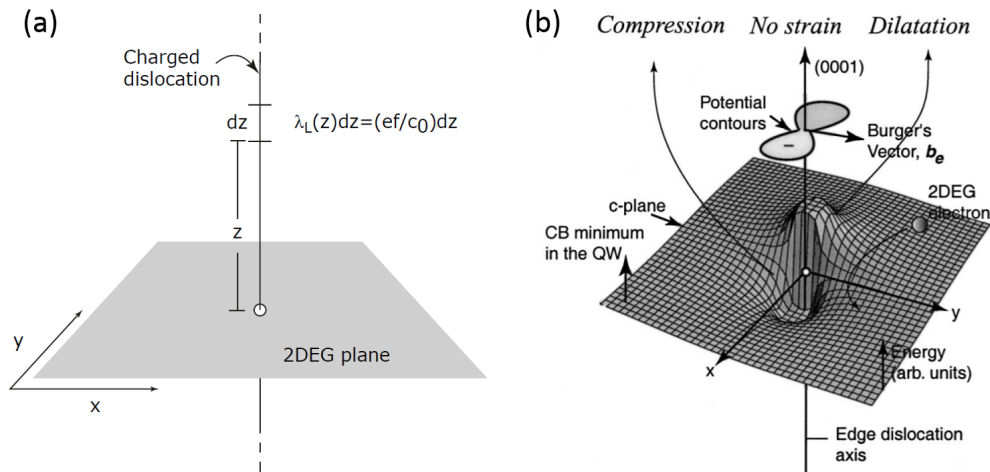 (a)
Charged
dislocation
dz
λL(z)dz=(ef/c0)dz
z
y
2DEG plane
x
(b)
Compression No strain Dilatation
(0001)
Potential
contours
Burger's
Vector, be
−
c-plane
2DEG
electron
CB minimum
in the QW
y
x
Energy
(arb. units)
Edge dislocation
axis